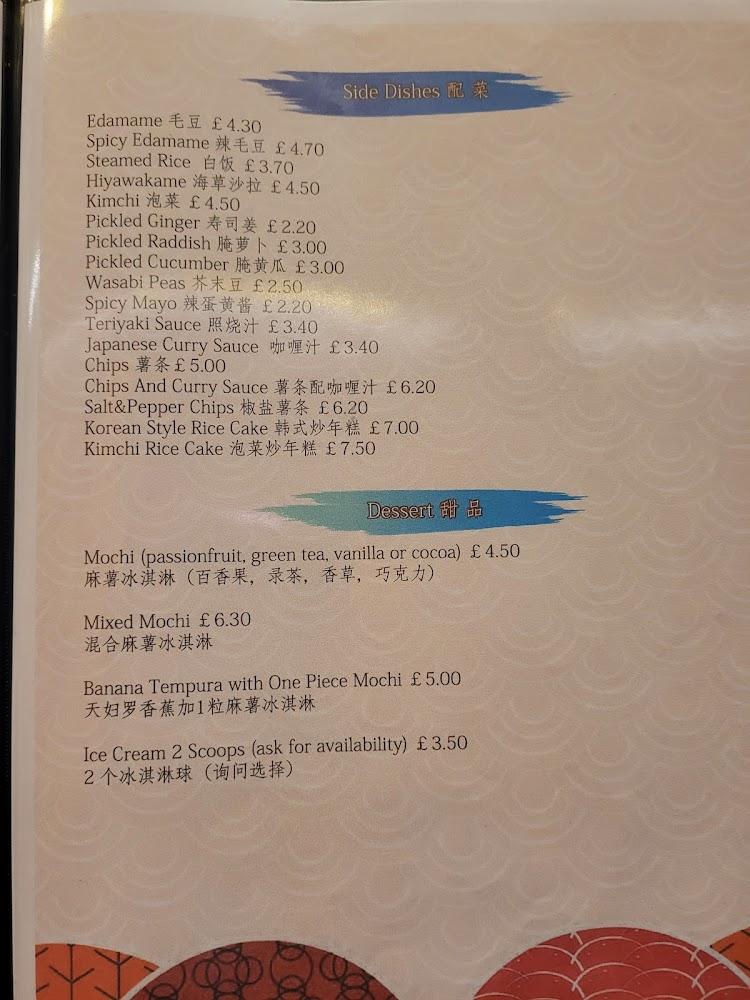 Side Dishes 配 菜
Edamame 毛豆 £4.30
Spicy Edamame 辣毛豆 £4.70
Steamed Rice 白饭 £3.70
Hiyawakame 海草沙拉 £4.50
Kimchi 泡菜 £4.50
Pickled Ginger 寿司姜 £2.20
Pickled Raddish 腌萝卜 £3.00
Pickled Cucumber 腌黄瓜 £3.00
Wasabi Peas 芥末豆 £2.50
Spicy Mayo 辣蛋黄酱 £2.20
Teriyaki Sauce 照烧汁 £3.40
Japanese Curry Sauce 咖喱汁 £3.40
Chips 薯条£5.00
Chips And Curry Sauce 薯条配咖喱汁 £6.20
Salt&Pepper Chips 椒盐薯条 £6.20
Korean Style Rice Cake 韩式炒年糕 £7.00
Kimchi Rice Cake 泡菜炒年糕 £7.50
Dessert 甜 品
Mochi (passionfruit, green tea, vanilla or cocoa) £4.50
麻薯冰淇淋（百香果，录茶，香草，巧克力）
Mixed Mochi £6.30
混合麻薯冰淇淋
Banana Tempura with One Piece Mochi £5.00
天妇罗香蕉加1粒麻薯冰淇淋
Ice Cream 2 Scoops (ask for availability) £3.50
2 个冰淇淋球（询问选择）